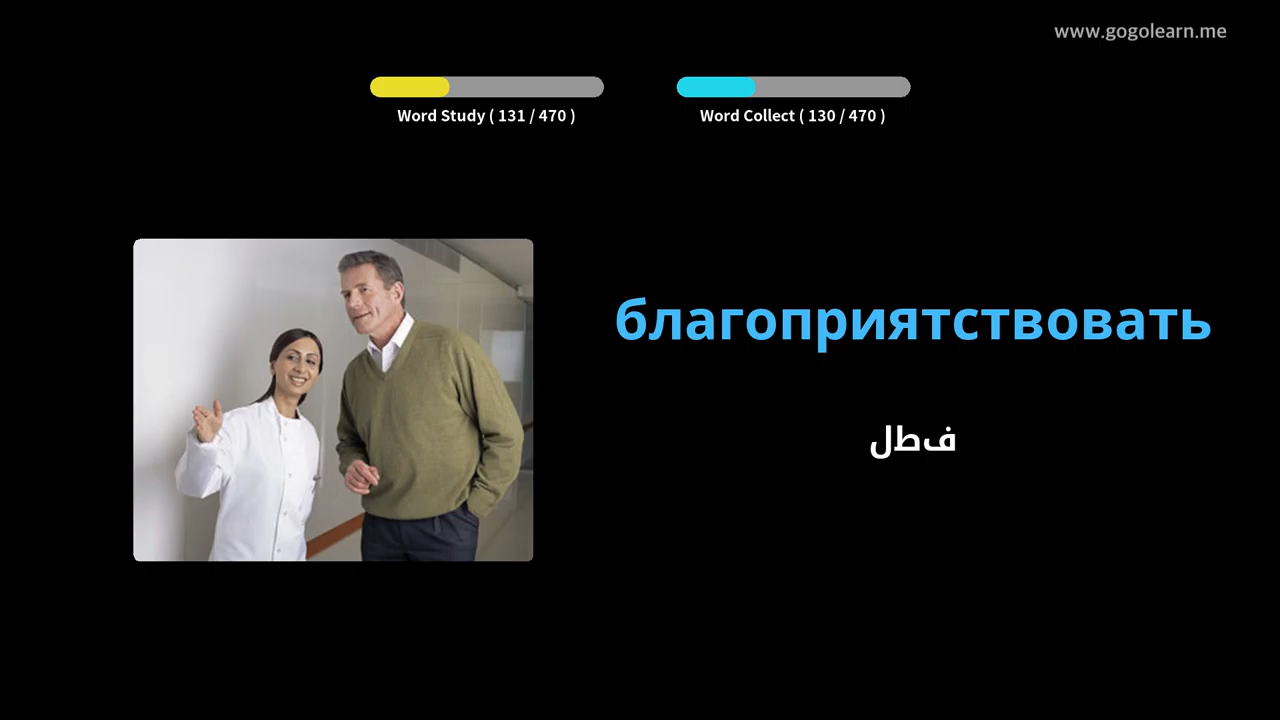 www.gogolearn.me
Word Study ( 131 / 470 )
Word Collect ( 130 / 470 )
благоприятствовать
فطل